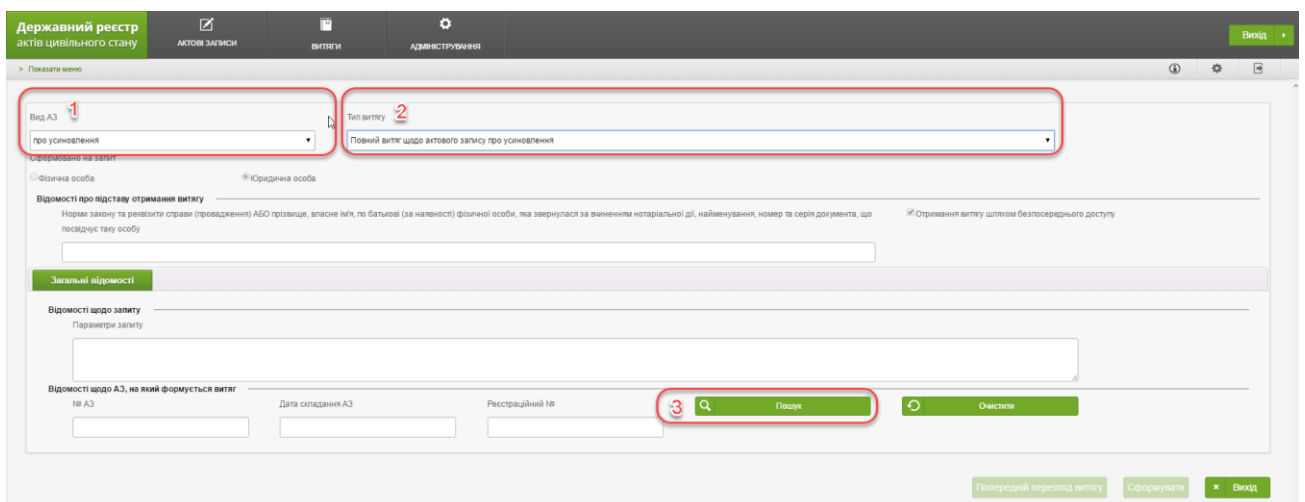 Державний реєстр
актів цивільного стану
АКТОВІ ЗАПИСИ
ВИТЯГИ
АДМІНІСТРУВАННЯ
Вихід
Показати меню
Вид АЗ
1
Тип витягу
2
про усиновлення
Повний витяг щодо актового запису про усиновлення
Сформовано на запит
Фізична особа
Юридична особа
Відомості про підставу отримання витягу
Норми закону та реквізити справи (провадження) АБО прізвище, власне ім'я, по батькові (за наявності) фізичної особи, яка звернулася за вчиненням нотаріальної дії, найменування, номер та серія документа, що
посвідчує таку особу
Отримання витягу шляхом безпосереднього доступу
Загальні відомості
Відомості щодо запиту
Параметри запиту
Відомості щодо АЗ, на який формується витяг
№ АЗ
Дата складання АЗ
Реєстраційний №
3
Пошук
Очистити
Попередній перегляд витягу
Сформувати
Вихід